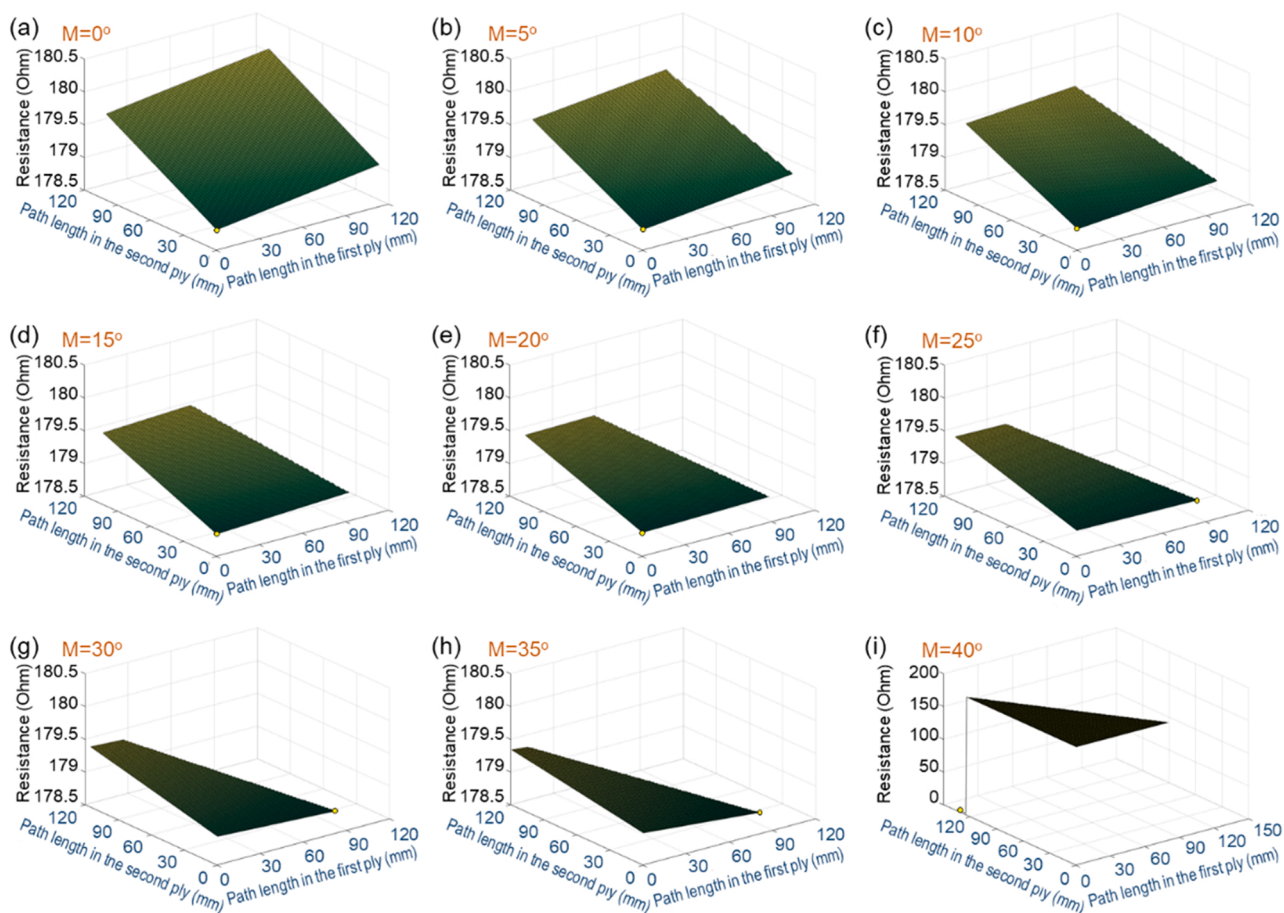 (a) M=0° (b) M=5° (c) M=10°
180.5 180.5 180.5
180 180 180
179.5 179.5 179.5
179 179 179
178.5 178.5 178.5
120 120 120
90 90 90
60 60 60
30 30 30
0 0 0
0 30 60 90 120 0 30 60 90 120 0 30 60 90 120
Resistance (Ohm) Resistance (Ohm) Resistance (Ohm)
Path length in the second ply (mm) Path length in the first ply (mm) Path length in the second ply (mm) Path length in the first ply (mm) Path length in the second ply (mm) Path length in the first ply (mm)
(d) M=15° (e) M=20° (f) M=25°
180.5 180.5 180.5
180 180 180
179.5 179.5 179.5
179 179 179
178.5 178.5 178.5
120 120 120
90 90 90
60 60 60
30 30 30
0 0 0
0 30 60 90 120 0 30 60 90 120 0 30 60 90 120
Resistance (Ohm) Resistance (Ohm) Resistance (Ohm)
Path length in the second ply (mm) Path length in the first ply (mm) Path length in the second ply (mm) Path length in the first ply (mm) Path length in the second ply (mm) Path length in the first ply (mm)
(g) M=30° (h) M=35° (i) M=40°
180.5 180.5 200
180 180 150
179.5 179.5 100
179 179 50
178.5 178.5 0
120 120 120
90 90 90
60 60 60
30 30 30
0 0 0
0 30 60 90 120 0 30 60 90 120 0 30 60 90 120 150
Resistance (Ohm) Resistance (Ohm) Resistance (Ohm)
Path length in the second ply (mm) Path length in the first ply (mm) Path length in the second ply (mm) Path length in the first ply (mm) Path length in the second ply (mm) Path length in the first ply (mm)